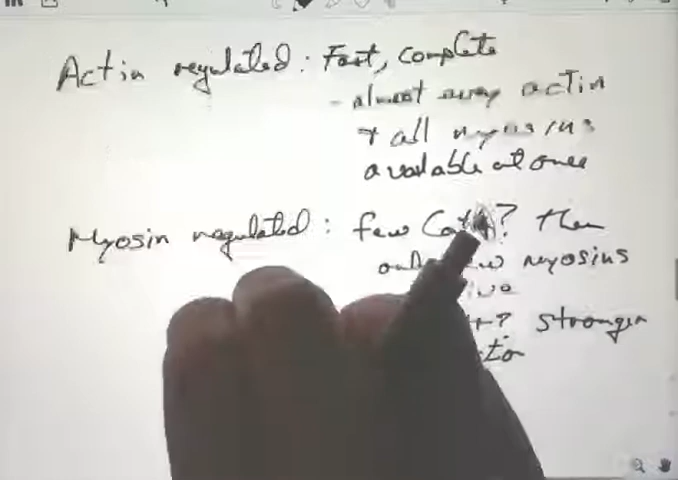 Actin regulated: Fast, complete
- almost every actin
+ all myosins
available at once
Myosin regulated: few Ca++? then
few myosins
stronger